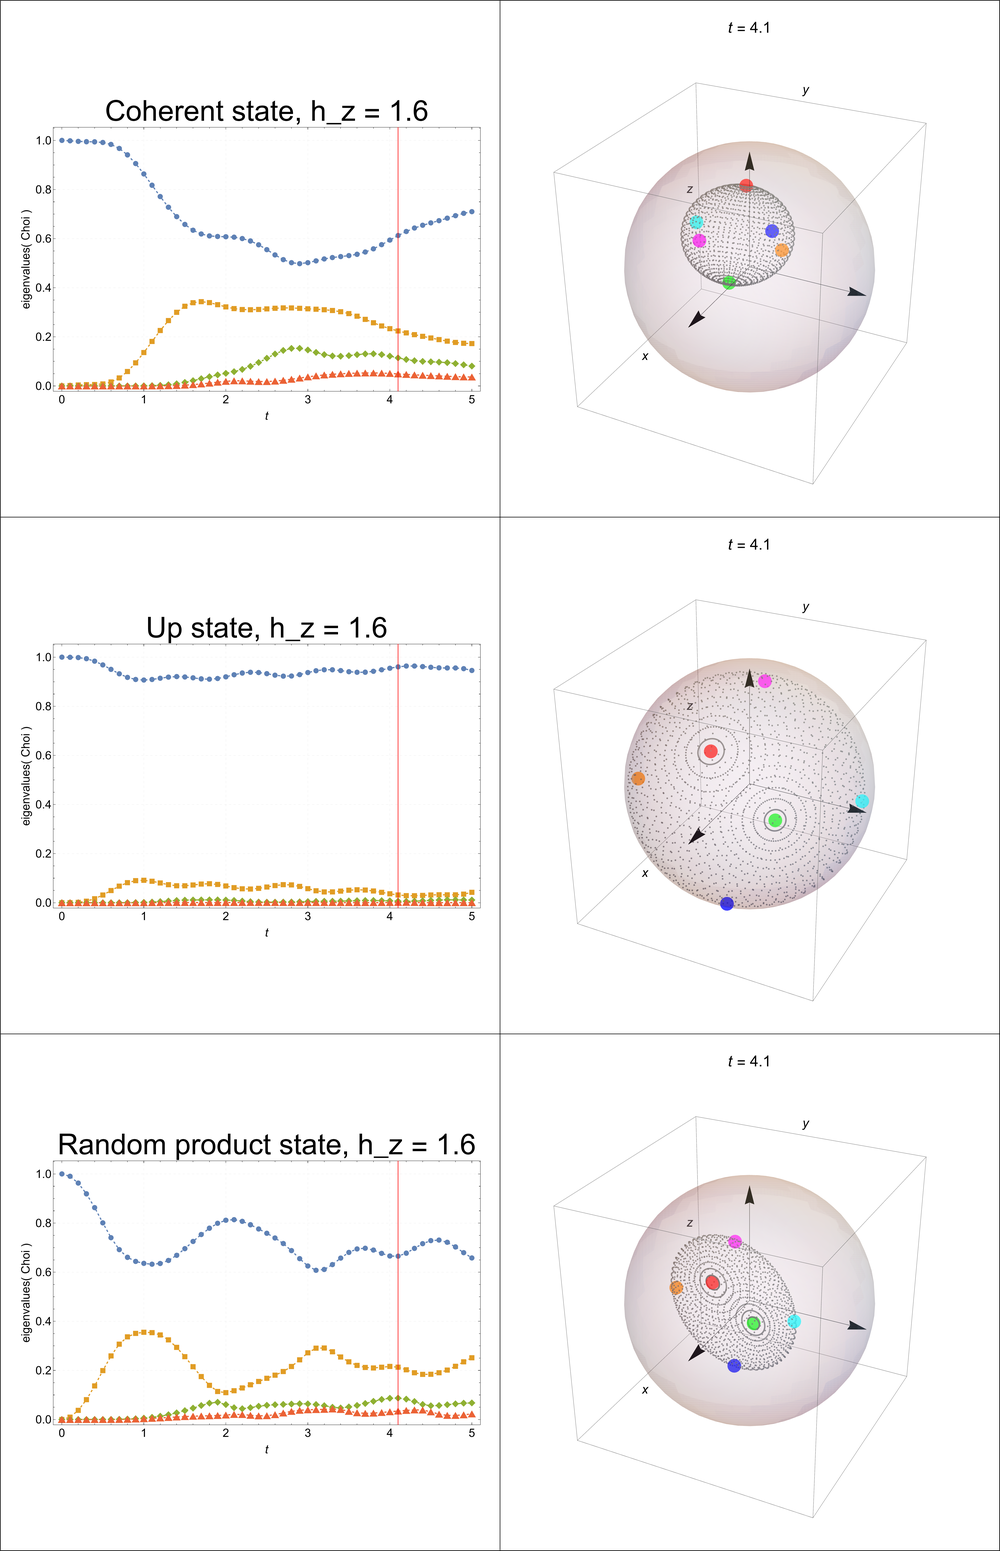 t = 4.1
Coherent state, h_z = 1.6
y
1.0
0.8
z
0.6
eigenvalues( Choi )
0.4
x
0.2
0.0
0 1 2 3 4 5
t
t = 4.1
Up state, h_z = 1.6
y
1.0
0.8
z
0.6
eigenvalues( Choi )
0.4
x
0.2
0.0
0 1 2 3 4 5
t
t = 4.1
Random product state, h_z = 1.6
y
1.0
0.8
z
0.6
eigenvalues( Choi )
0.4
x
0.2
0.0
0 1 2 3 4 5
t